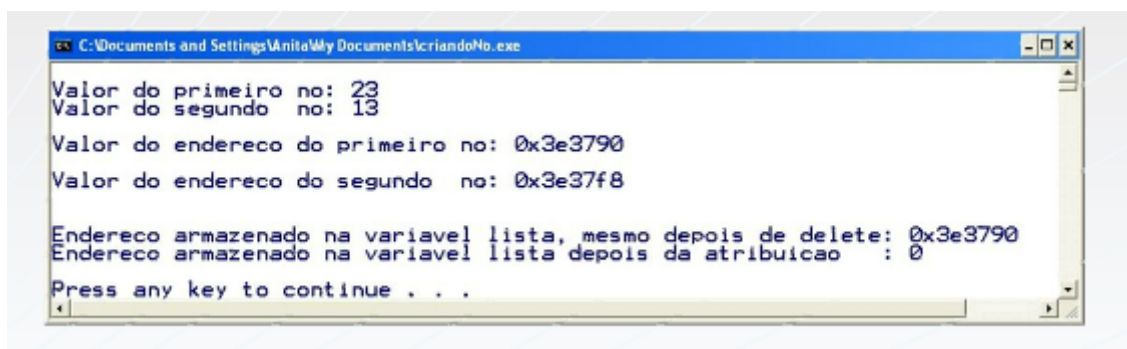 C:\Documents and Settings\Anita\My Documents\criandoNo.exe
Valor do primeiro no: 23
Valor do segundo  no: 13
Valor do endereco do primeiro no: 0x3e3790
Valor do endereco do segundo  no: 0x3e37f8
Endereco armazenado na variavel lista, mesmo depois de delete: 0x3e3790
Endereco armazenado na variavel lista depois da atribuicao   : 0
Press any key to continue . . .